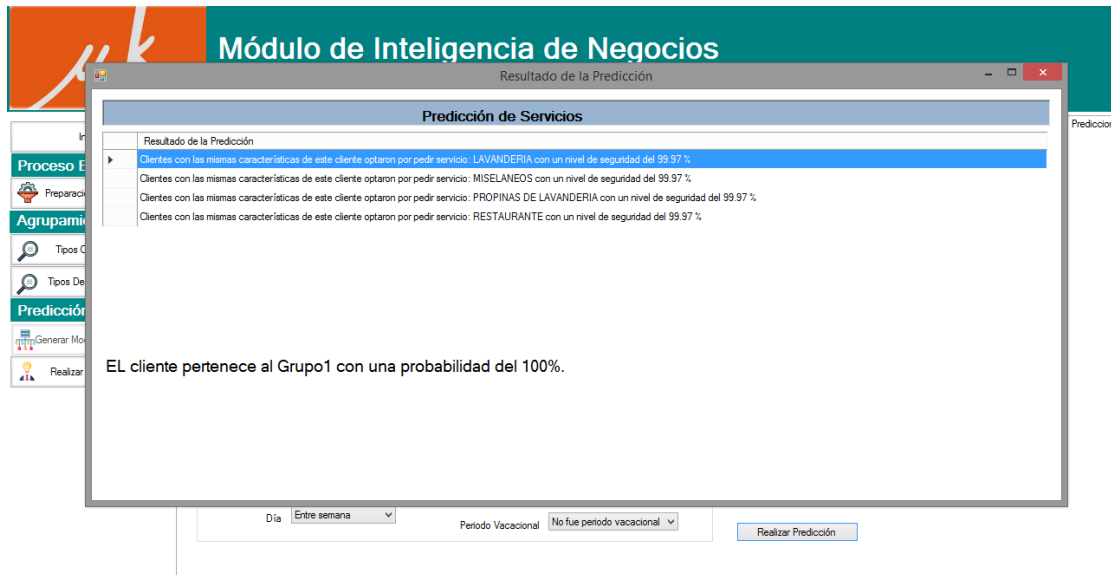 Módulo de Inteligencia de Negocios
Resultado de la Predicción
Predicción de Servicios
Resultado de la Predicción
Clientes con las mismas características de este cliente optaron por pedir servicio: LAVANDERIA con un nivel de seguridad del 99.97 %
Clientes con las mismas características de este cliente optaron por pedir servicio: MISELANEOS con un nivel de seguridad del 99.97 %
Clientes con las mismas características de este cliente optaron por pedir servicio: PROPINAS DE LAVANDERIA con un nivel de seguridad del 99.97 %
Clientes con las mismas características de este cliente optaron por pedir servicio: RESTAURANTE con un nivel de seguridad del 99.97 %
EL cliente pertenece al Grupo1 con una probabilidad del 100%.
In
Proceso E
Preparaci
Agrupami
Tipos C
Tipos De
Predicción
Generar Mo
Realizar
Prediccion
Día
Entre semana
Periodo Vacacional
No fue periodo vacacional
Realizar Predicción